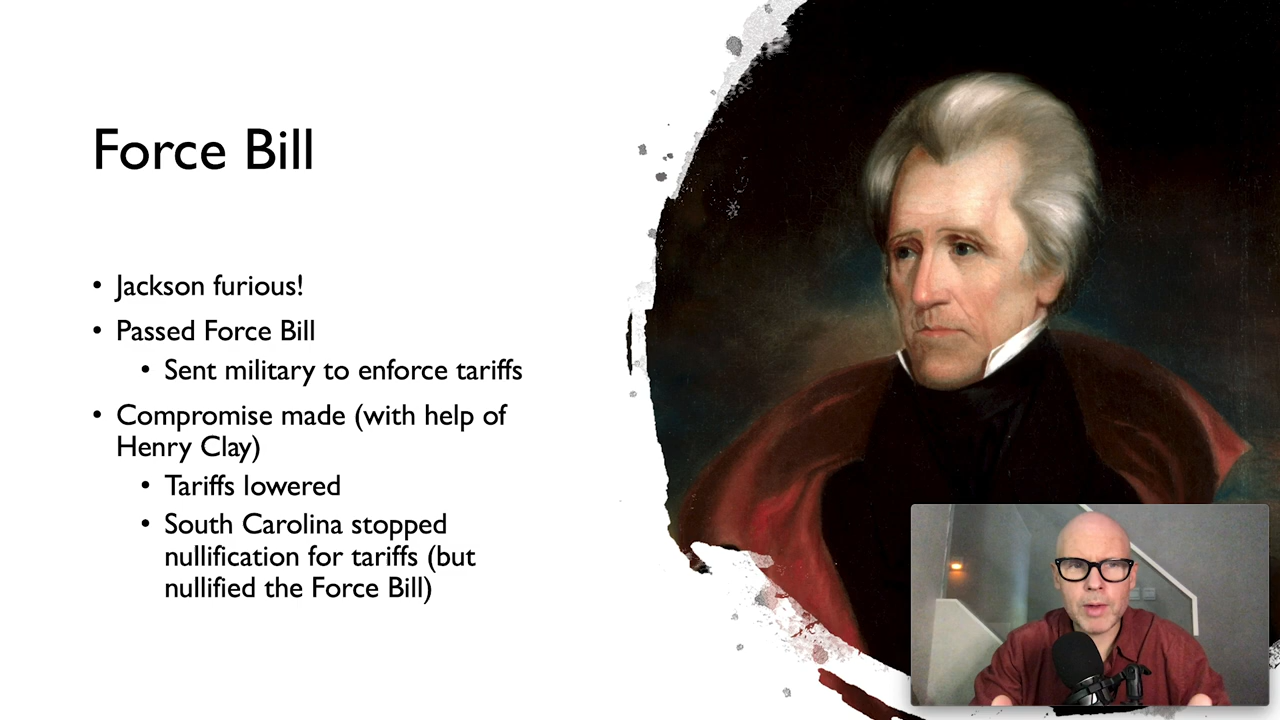 Force Bill
• Jackson furious!
• Passed Force Bill
• Sent military to enforce tariffs
• Compromise made (with help of
Henry Clay)
• Tariffs lowered
• South Carolina stopped
nullification for tariffs (but
nullified the Force Bill)